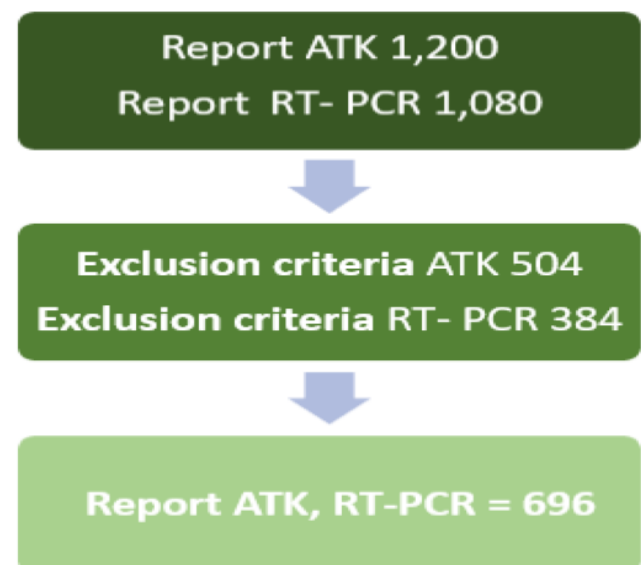 Report ATK 1,200
Report RT- PCR 1,080
Exclusion criteria ATK 504
Exclusion criteria RT- PCR 384
Report ATK, RT-PCR = 696